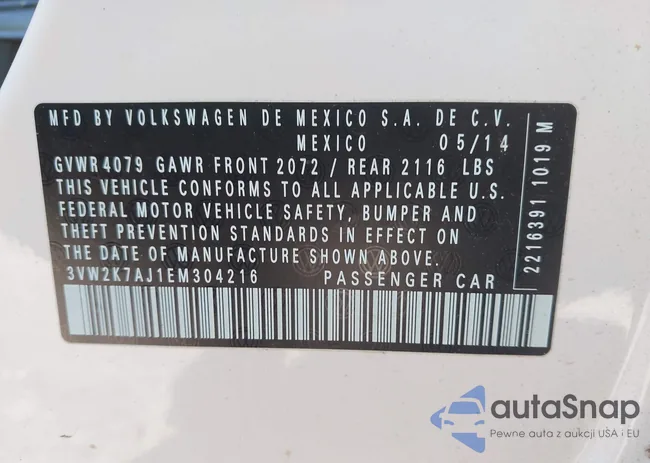 MFD BY VOLKSWAGEN DE MEXICO S.A. DE C.V.
MEXICO 05/14
GVWR 4079 GAWR FRONT 2072 / REAR 2116 LBS
THIS VEHICLE CONFORMS TO ALL APPLICABLE U.S.
FEDERAL MOTOR VEHICLE SAFETY, BUMPER AND
THEFT PREVENTION STANDARDS IN EFFECT ON
THE DATE OF MANUFACTURE SHOWN ABOVE.
3VW2K7AJ1EM304216 PASSENGER CAR
2216391 1019 M
autaSnap
Pewne auta z aukcji USA i EU